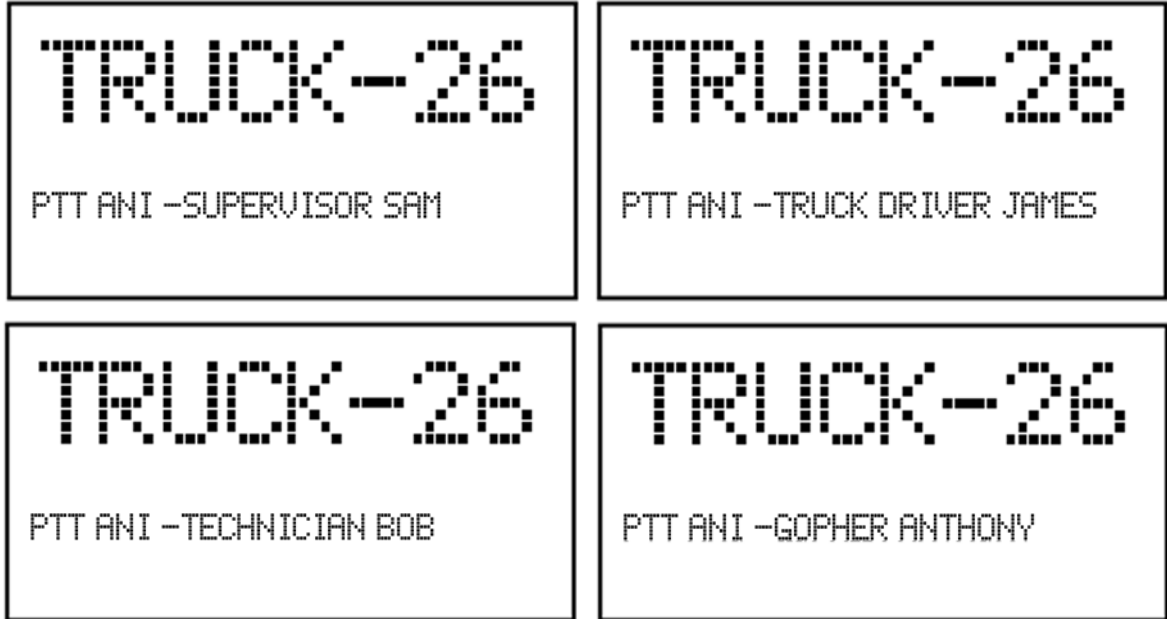 TRUCK-26
PTT ANI -SUPERVISOR SAM
TRUCK-26
PTT ANI -TRUCK DRIVER JAMES
TRUCK-26
PTT ANI -TECHNICIAN BOB
TRUCK-26
PTT ANI -GOPHER ANTHONY